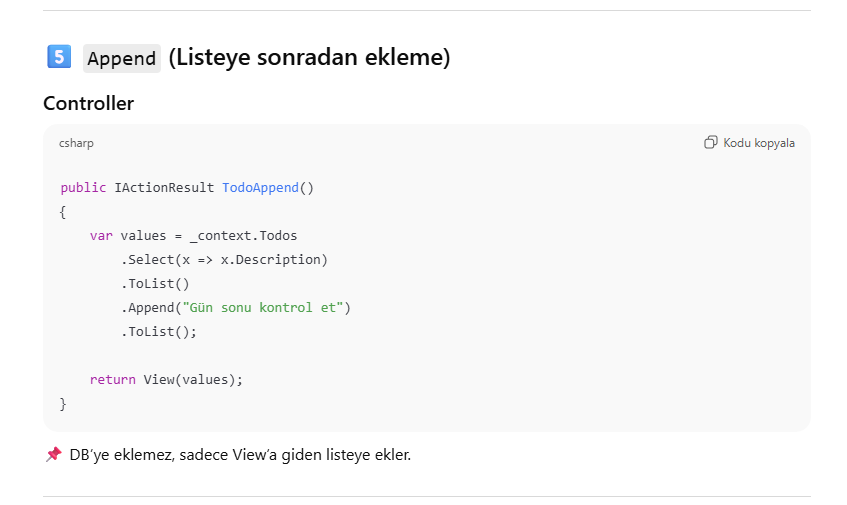 5 Append (Listeye sonradan ekleme)
Controller
csharp
Kodu kopyala
public IActionResult TodoAppend()
{
    var values = _context.Todos
        .Select(x => x.Description)
        .ToList()
        .Append("Gün sonu kontrol et")
        .ToList();
    return View(values);
}
📌 DB’ye eklemez, sadece View’a giden listeye ekler.